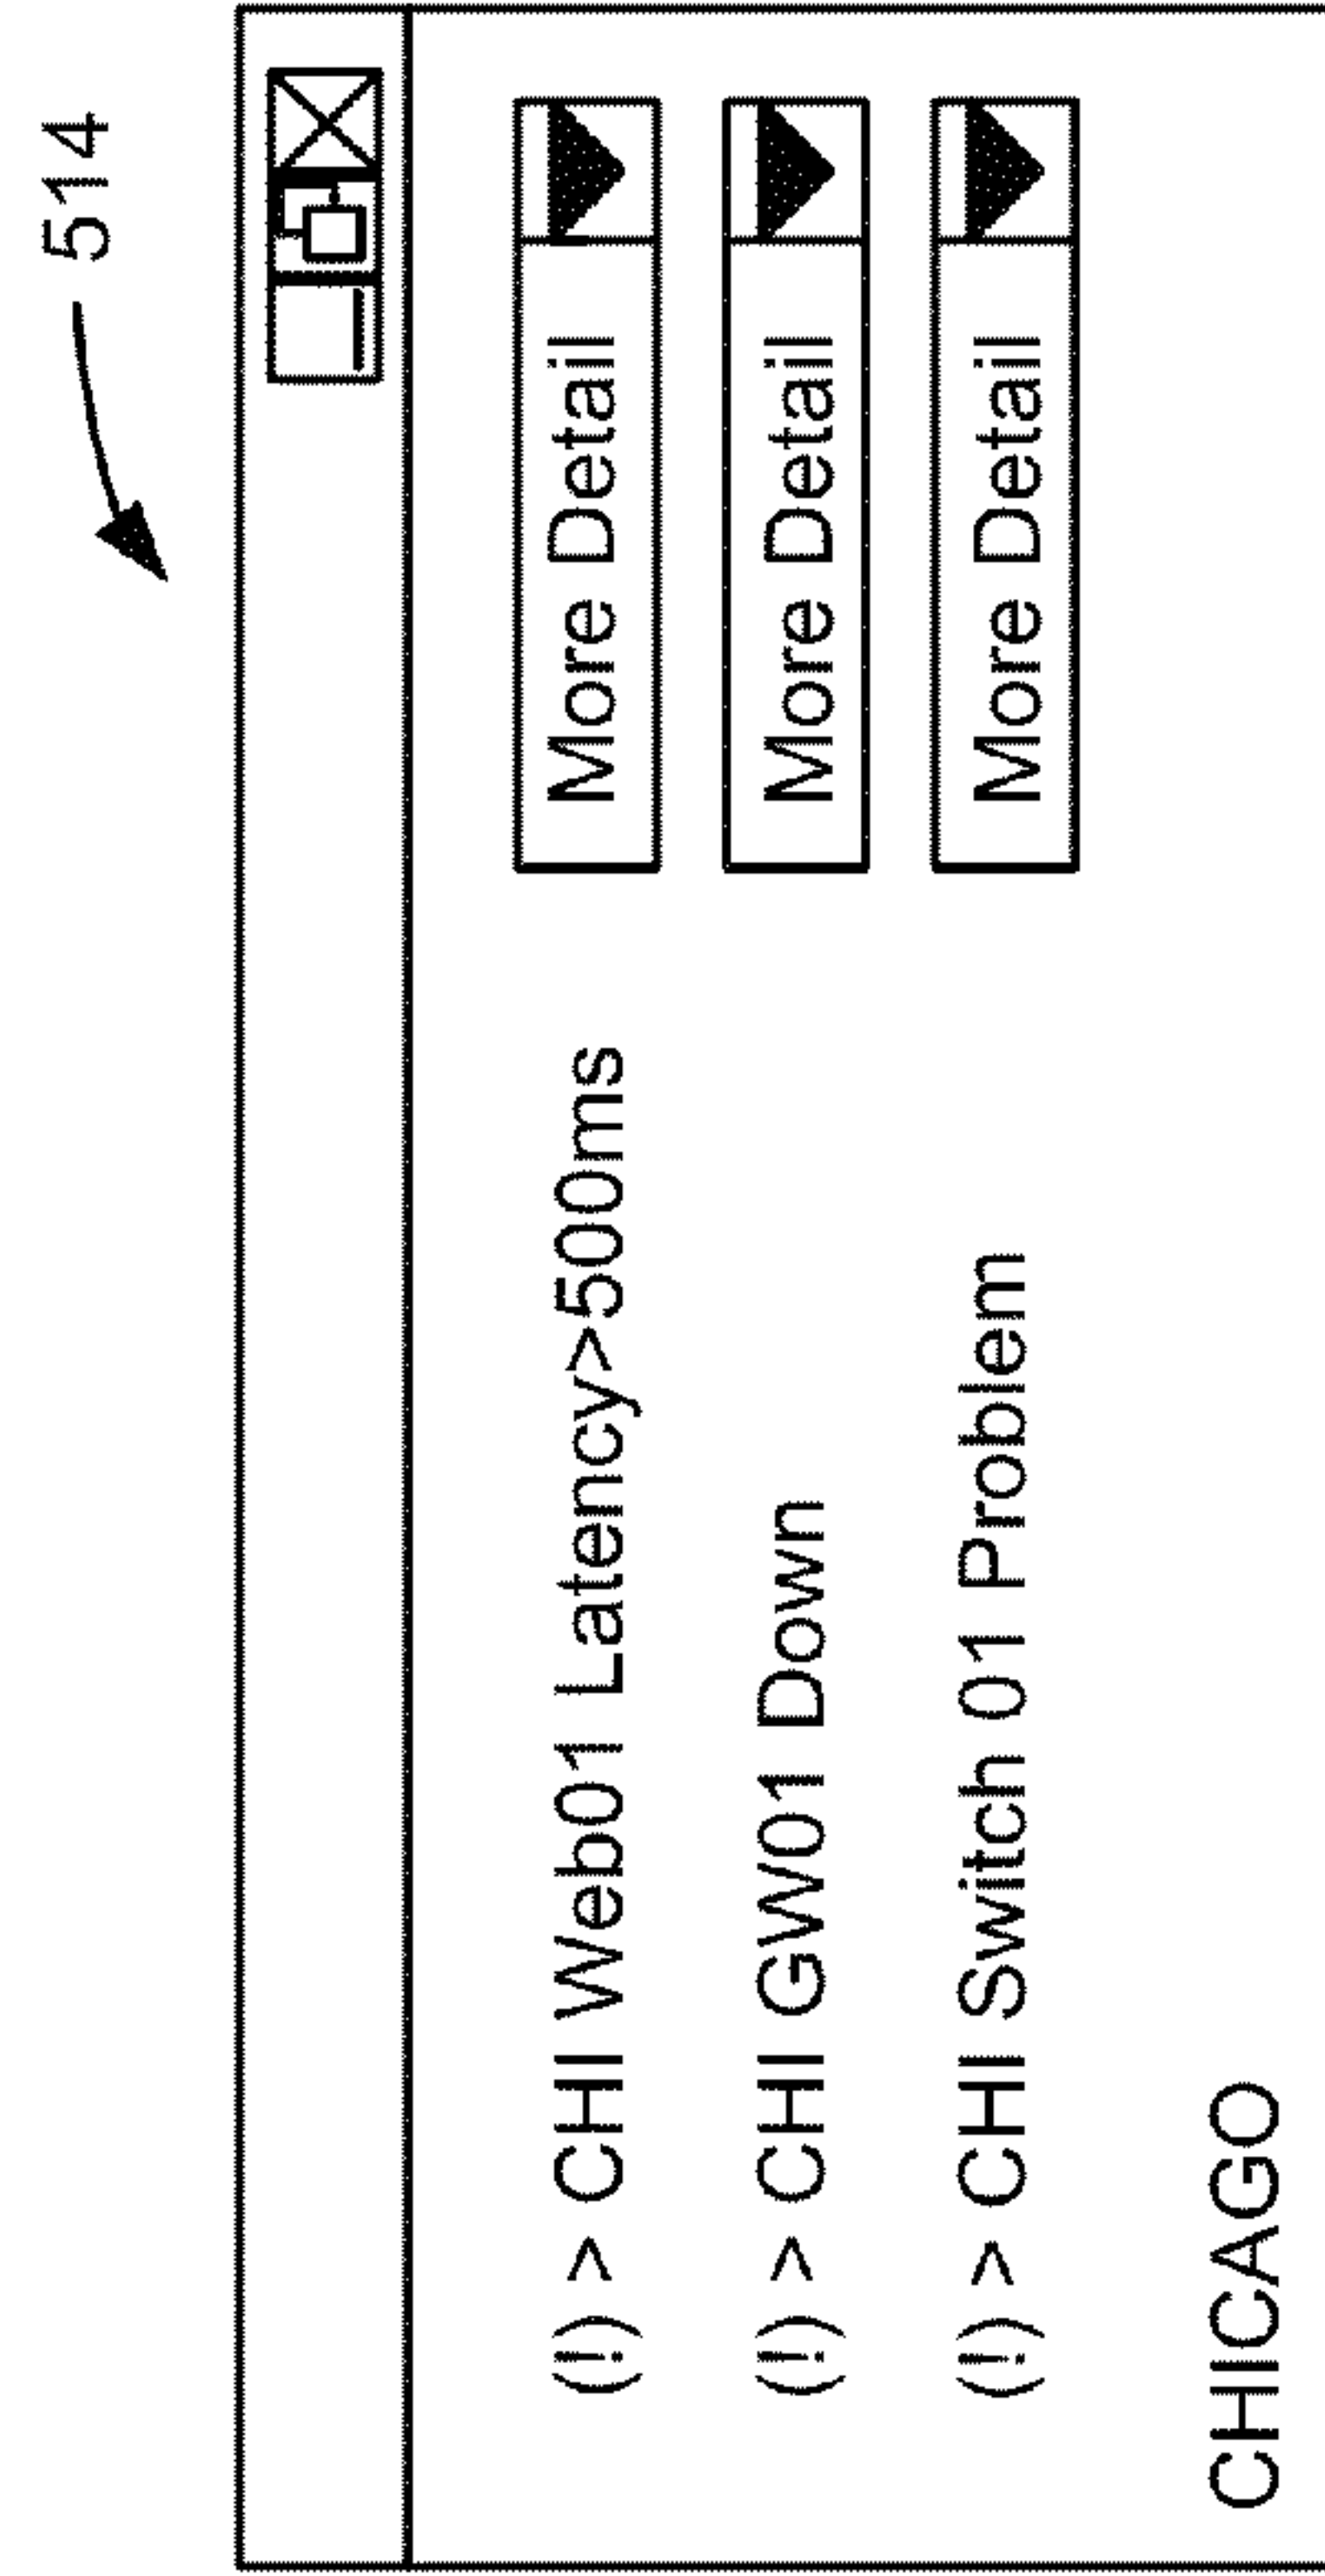 514
(!) > CHI Web01 Latency>500ms More Detail
(!) > CHI GW01 Down More Detail
(!) > CHI Switch 01 Problem More Detail
CHICAGO